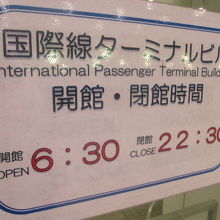 国際線ターミナルビル
International Passenger Terminal Build
開館・閉館時間
開館 OPEN 6:30 閉館 CLOSE 22:30